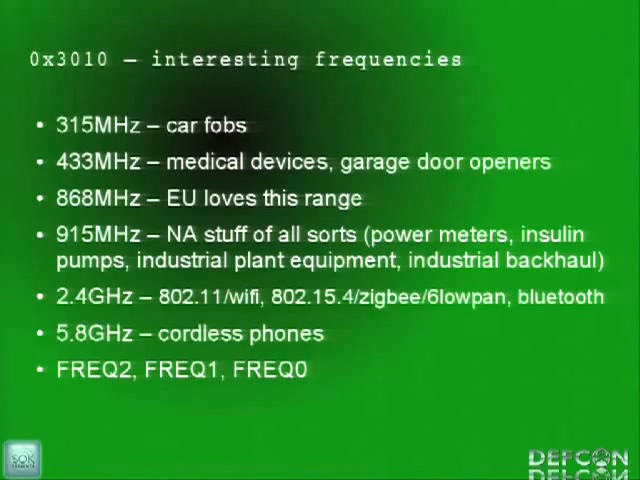 0x3010 – interesting frequencies
• 315MHz – car fobs
• 433MHz – medical devices, garage door openers
• 868MHz – EU loves this range
• 915MHz – NA stuff of all sorts (power meters, insulin
pumps, industrial plant equipment, industrial backhaul)
• 2.4GHz – 802.11/wifi, 802.15.4/zigbee/6lowpan, bluetooth
• 5.8GHz – cordless phones
• FREQ2, FREQ1, FREQ0
SOK
DEFCON